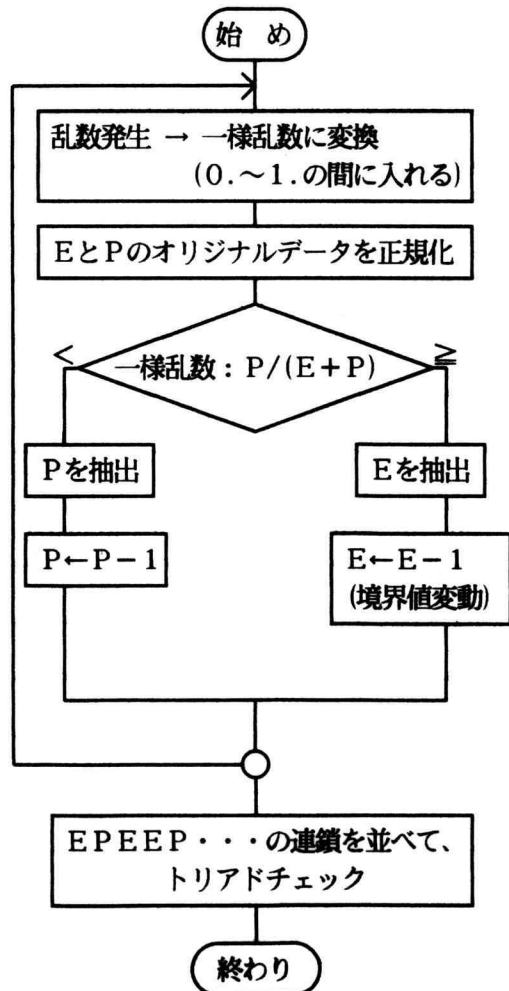 始 め
乱数発生 → 一様乱数に変換
(0.〜1.の間に入れる)
EとPのオリジナルデータを正規化
< 一様乱数：P/(E+P) ≧
Pを抽出
Eを抽出
P←P−1
E←E−1
(境界値変動)
EPEEP・・・の連鎖を並べて、
トリアドチェック
終わり